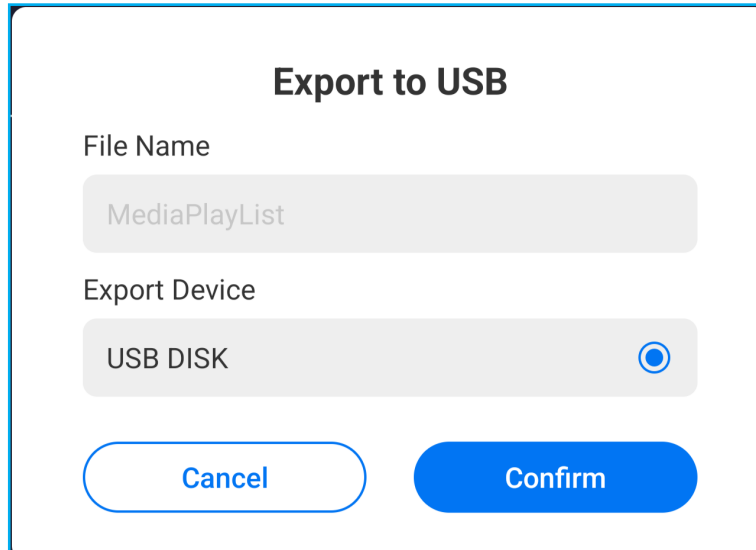 Export to USB
File Name
MediaPlayList
Export Device
USB DISK
Cancel
Confirm